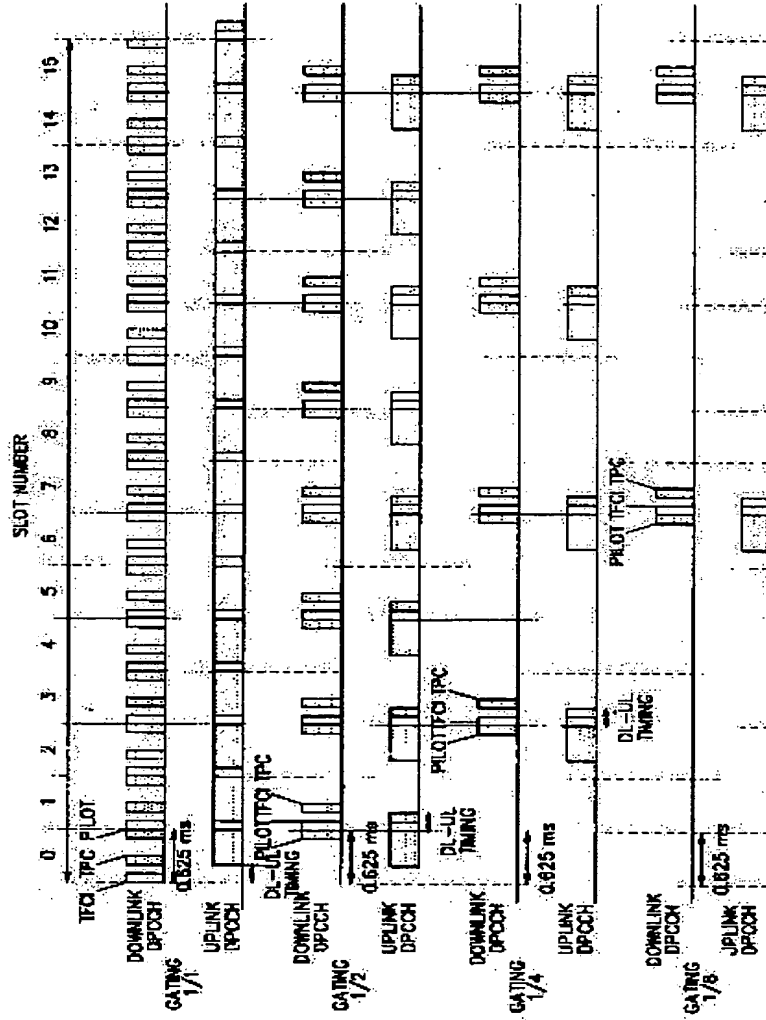 SLOT NUMBER
0 1 2 3 4 5 6 7 8 9 10 11 12 13 14 15
TFCI TPC PILOT
DOWNLINK
DPCCH
0.625 ms
GATING
1/1
UPLINK
DPCCH
DL-UL
TIMING
PILOT TFCI TPC
DOWNLINK
DPCCH
0.625 ms
GATING
1/2
UPLINK
DPCCH
DL-UL
TIMING
PILOT TFCI TPC
DOWNLINK
DPCCH
0.625 ms
GATING
1/4
UPLINK
DPCCH
DL-UL
TIMING
PILOT TFCI TPC
DOWNLINK
DPCCH
0.625 ms
GATING
1/8
UPLINK
DPCCH